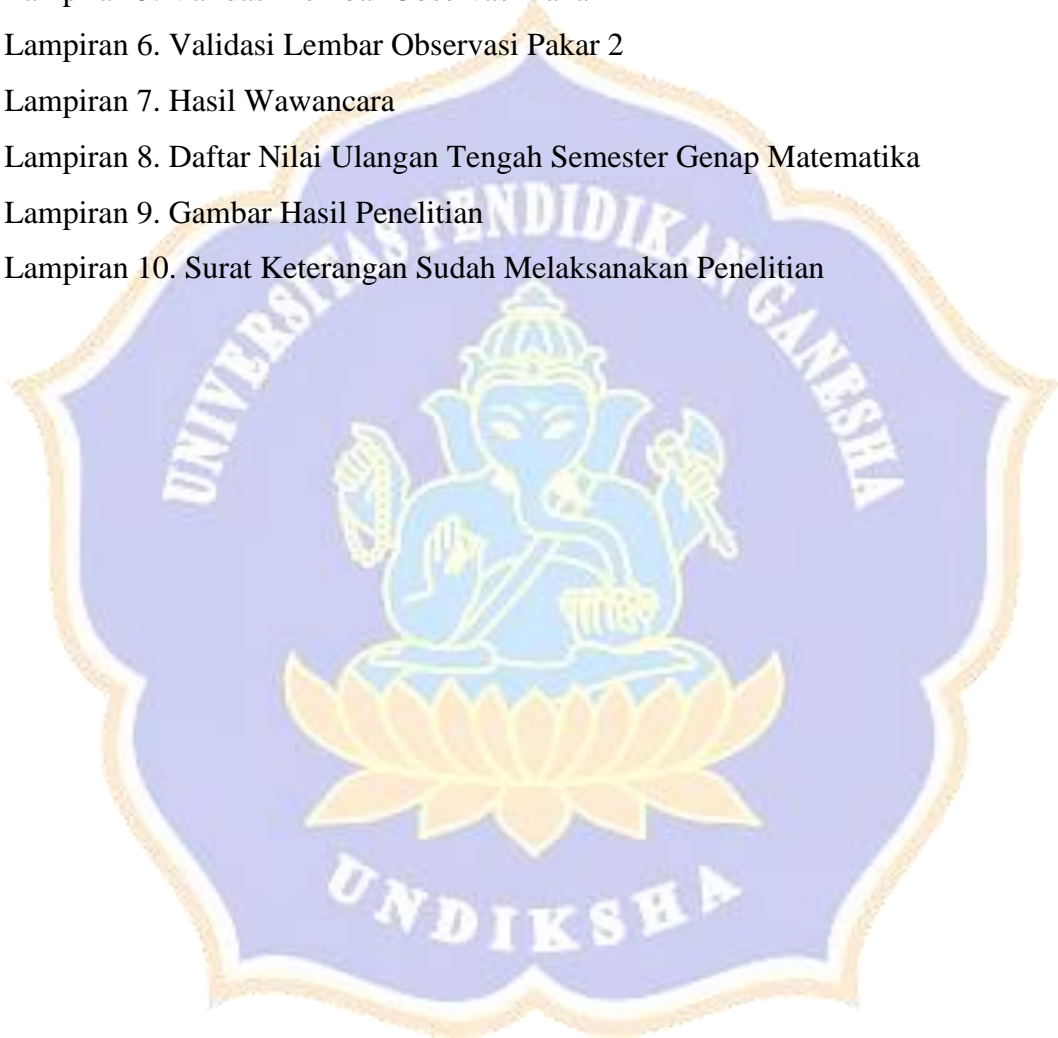 Lampiran 6. Validasi Lembar Observasi Pakar 2
Lampiran 7. Hasil Wawancara
Lampiran 8. Daftar Nilai Ulangan Tengah Semester Genap Matematika
Lampiran 9. Gambar Hasil Penelitian
Lampiran 10. Surat Keterangan Sudah Melaksanakan Penelitian
UNIVERSITAS PENDIDIKAN GANESHA
UNDIKSHA